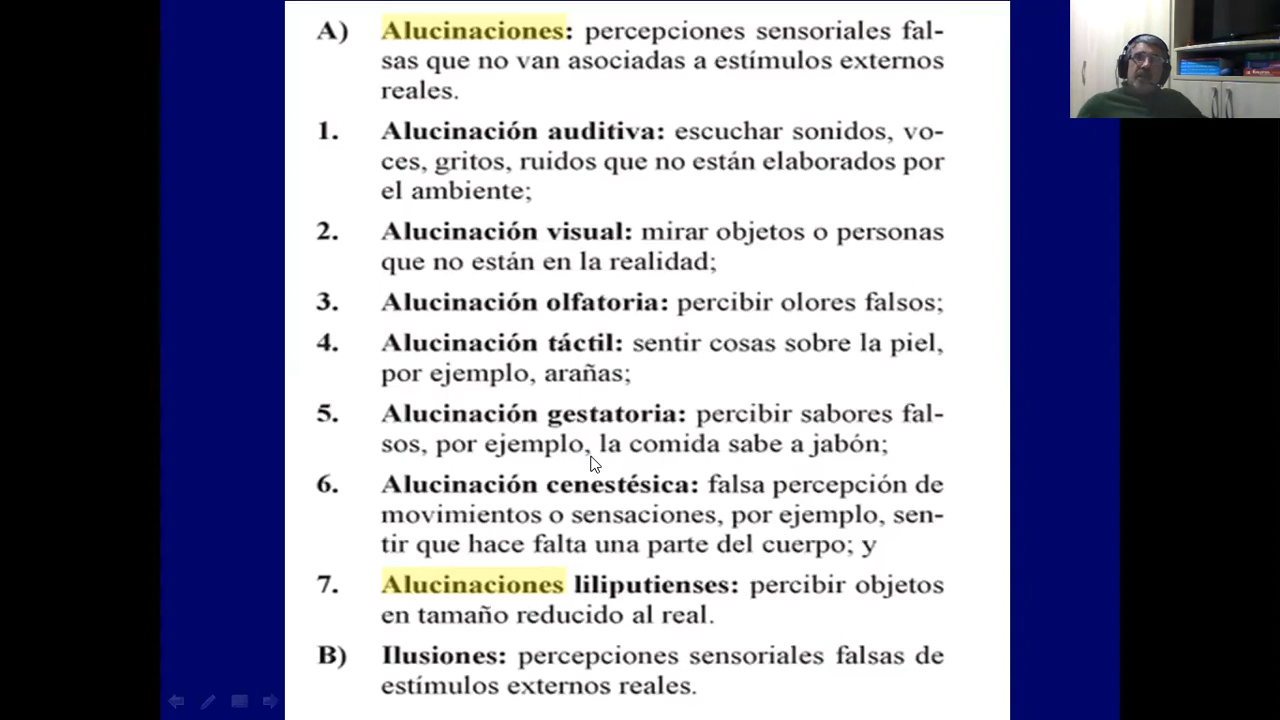 A) Alucinaciones: percepciones sensoriales fal-
sas que no van asociadas a estímulos externos
reales.
1. Alucinación auditiva: escuchar sonidos, vo-
ces, gritos, ruidos que no están elaborados por
el ambiente;
2. Alucinación visual: mirar objetos o personas
que no están en la realidad;
3. Alucinación olfatoria: percibir olores falsos;
4. Alucinación táctil: sentir cosas sobre la piel,
por ejemplo, arañas;
5. Alucinación gestatoria: percibir sabores fal-
sos, por ejemplo, la comida sabe a jabón;
6. Alucinación cenestésica: falsa percepción de
movimientos o sensaciones, por ejemplo, sen-
tir que hace falta una parte del cuerpo; y
7. Alucinaciones liliputienses: percibir objetos
en tamaño reducido al real.
B) Ilusiones: percepciones sensoriales falsas de
estímulos externos reales.